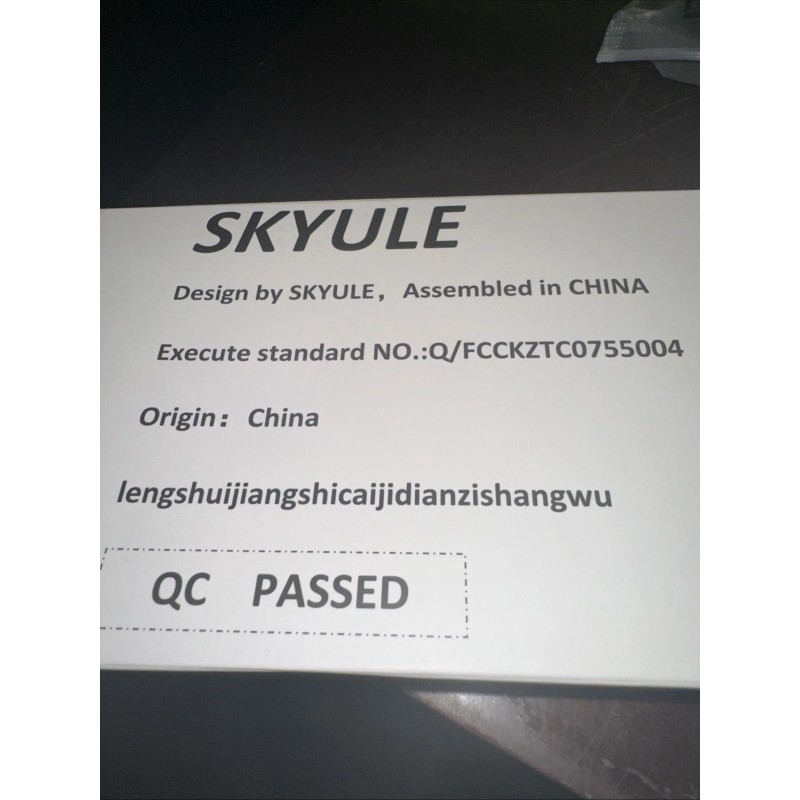 SKYULE
Design by SKYULE，Assembled in CHINA
Execute standard NO.:Q/FCCKZTC0755004
Origin：China
lengshuijiangshicaijidianzishangwu
QC PASSED